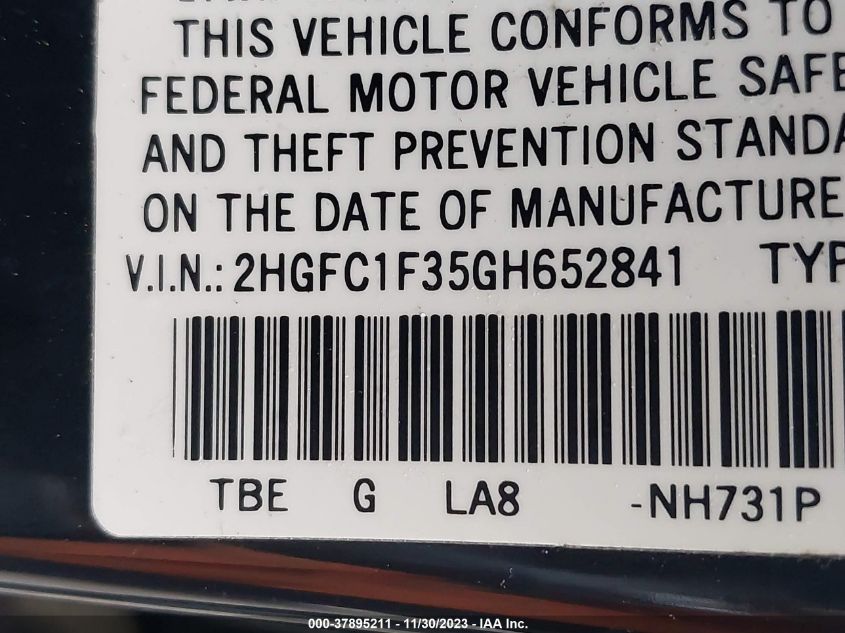 THIS VEHICLE CONFORMS TO
FEDERAL MOTOR VEHICLE SAFE
AND THEFT PREVENTION STANDA
ON THE DATE OF MANUFACTURE
V.I.N.: 2HGFC1F35GH652841 TYP
TBE G LA8 -NH731P
000-37895211 - 11/30/2023 - IAA Inc.